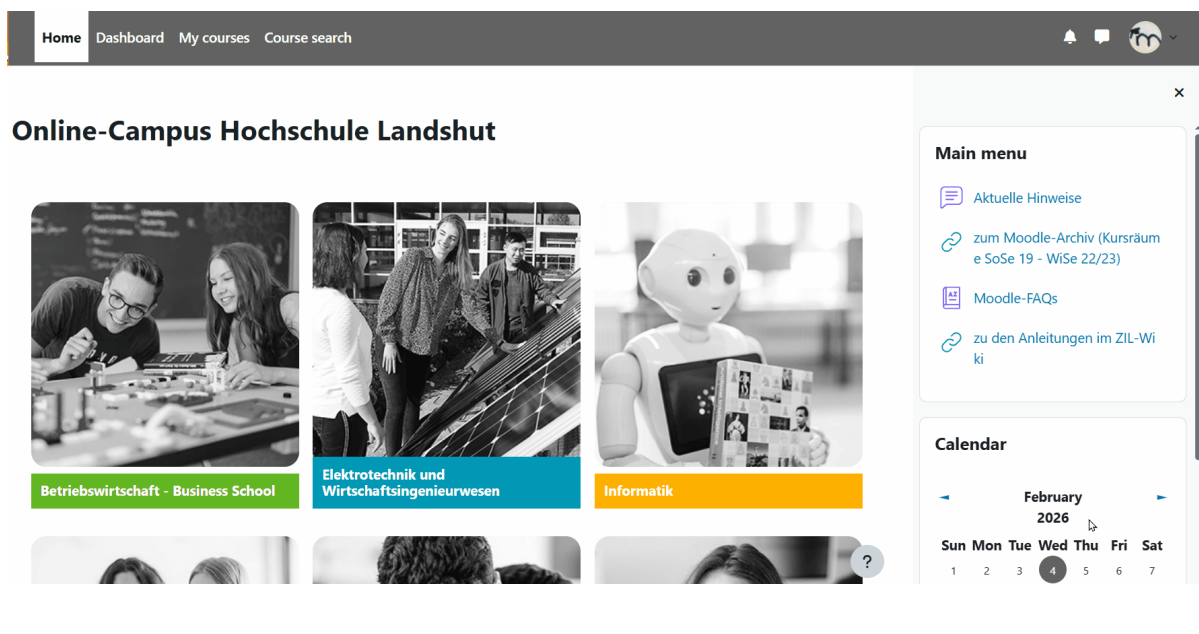 Home Dashboard My courses Course search
Online-Campus Hochschule Landshut
Betriebswirtschaft - Business School
Elektrotechnik und
Wirtschaftsingenieurwesen
Informatik
?
Main menu
Aktuelle Hinweise
zum Moodle-Archiv (Kursräum
e SoSe 19 - WiSe 22/23)
Moodle-FAQs
zu den Anleitungen im ZIL-Wi
ki
Calendar
◄ February ►
2026
Sun Mon Tue Wed Thu Fri Sat
1 2 3 4 5 6 7